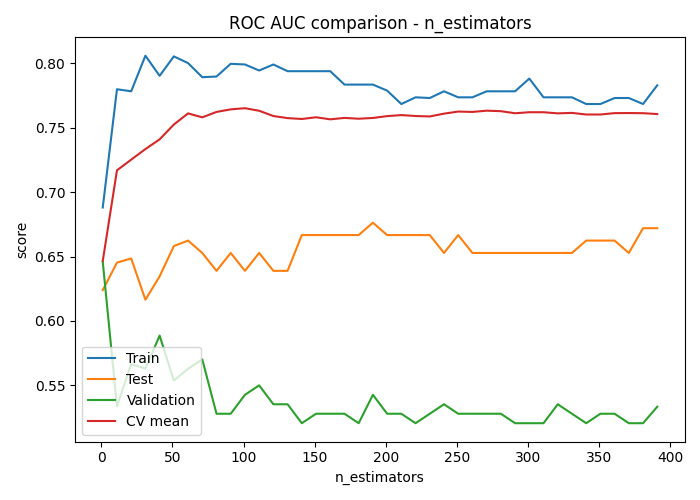 ROC AUC comparison - n_estimators
score
0.80
0.75
0.70
0.65
0.60
0.55
Train
Test
Validation
CV mean
0 50 100 150 200 250 300 350 400
n_estimators